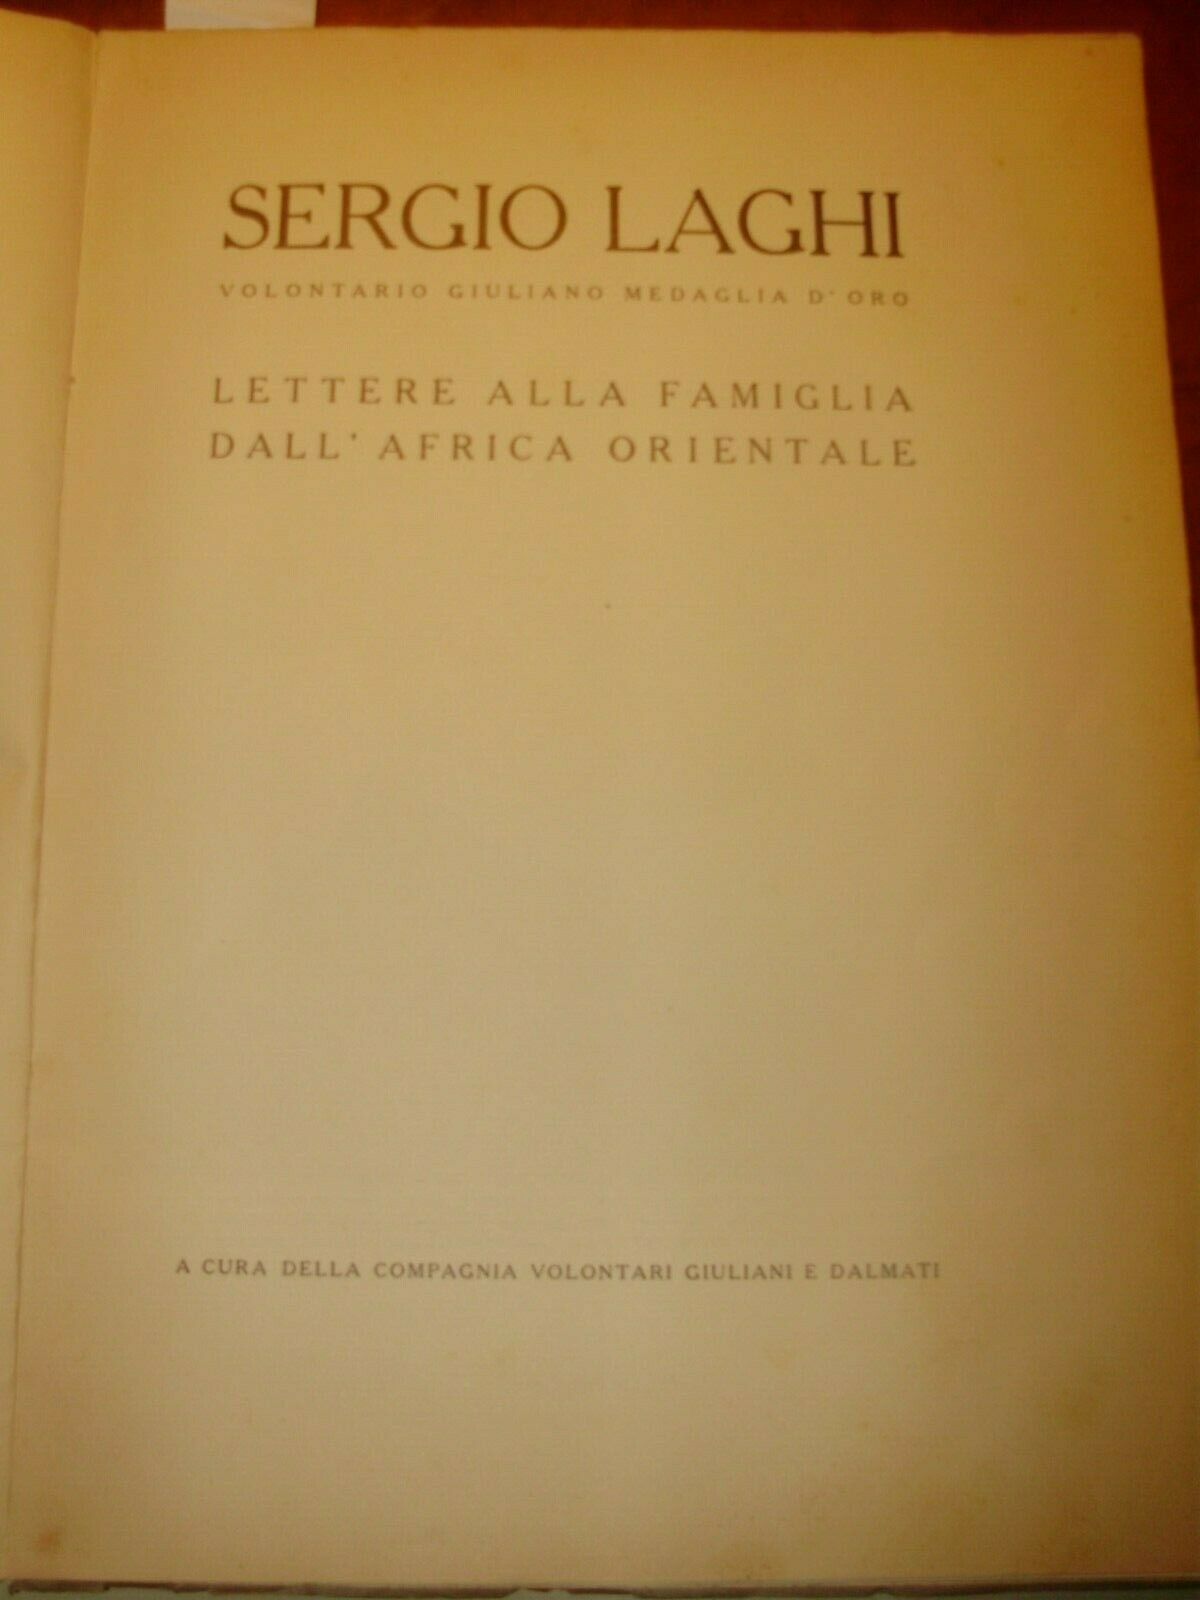 SERGIO LAGHI
VOLONTARIO GIULIANO MEDAGLIA D' ORO
LETTERE ALLA FAMIGLIA
DALL' AFRICA ORIENTALE
A CURA DELLA COMPAGNIA VOLONTARI GIULIANI E DALMATI